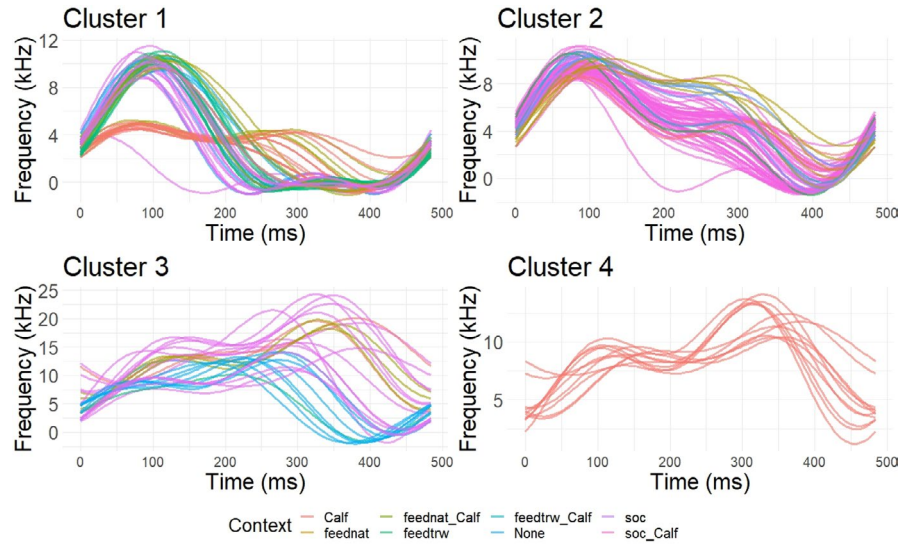 Cluster 1
Cluster 2
Frequency (kHz)
12
8
4
0
0 100 200 300 400 500
Time (ms)
Frequency (kHz)
8
4
0
0 100 200 300 400 500
Time (ms)
Cluster 3
Cluster 4
Frequency (kHz)
25
20
15
10
5
0
0 100 200 300 400 500
Time (ms)
Frequency (kHz)
10
5
0 100 200 300 400 500
Time (ms)
Context
Calf feednat_Calf feedtrw_Calf soc
feednat feedtrw None soc_Calf